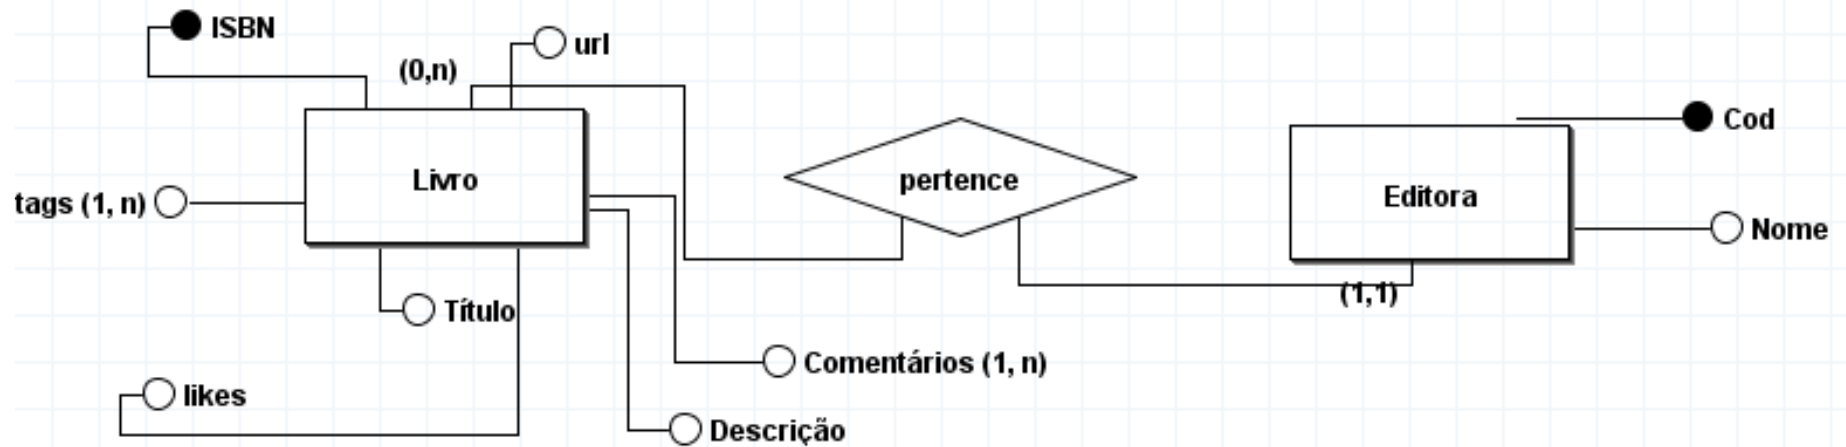 ISBN
url
(0,n)
Cod
Livro
pertence
Editora
tags (1, n)
Nome
(1,1)
Título
Comentários (1, n)
likes
Descrição